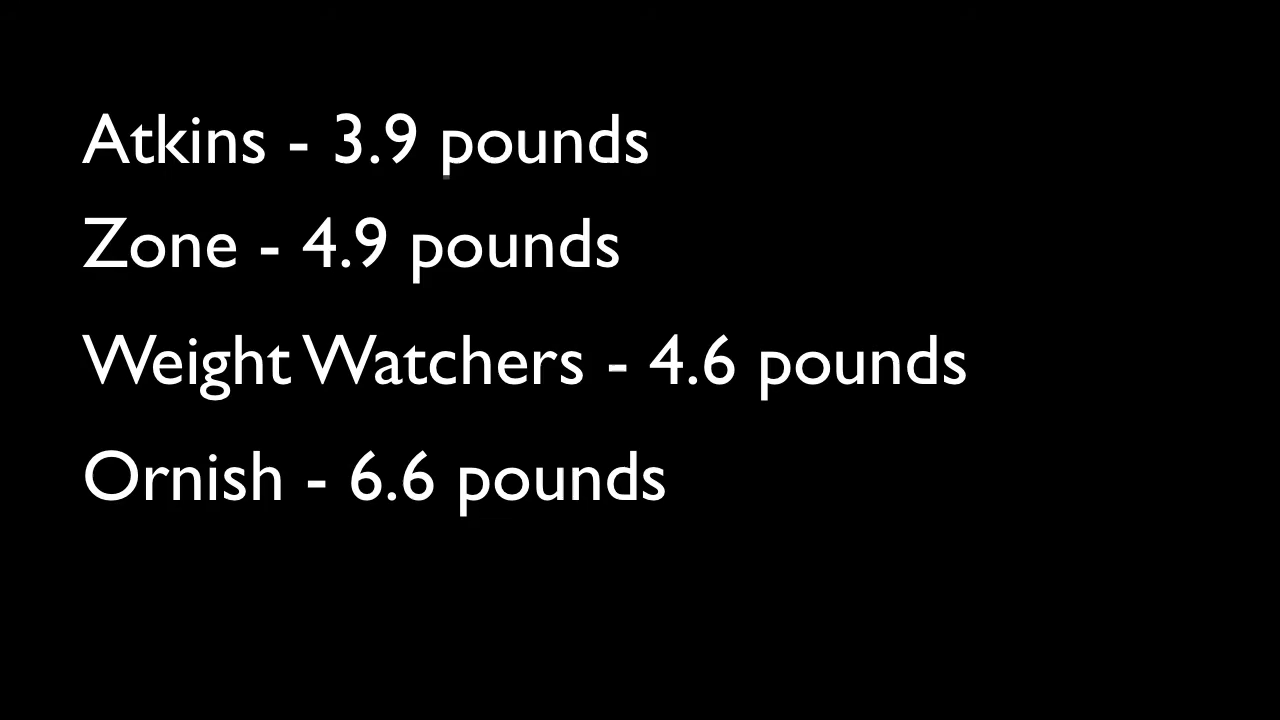 Atkins - 3.9 pounds
Zone - 4.9 pounds
Weight Watchers - 4.6 pounds
Ornish - 6.6 pounds